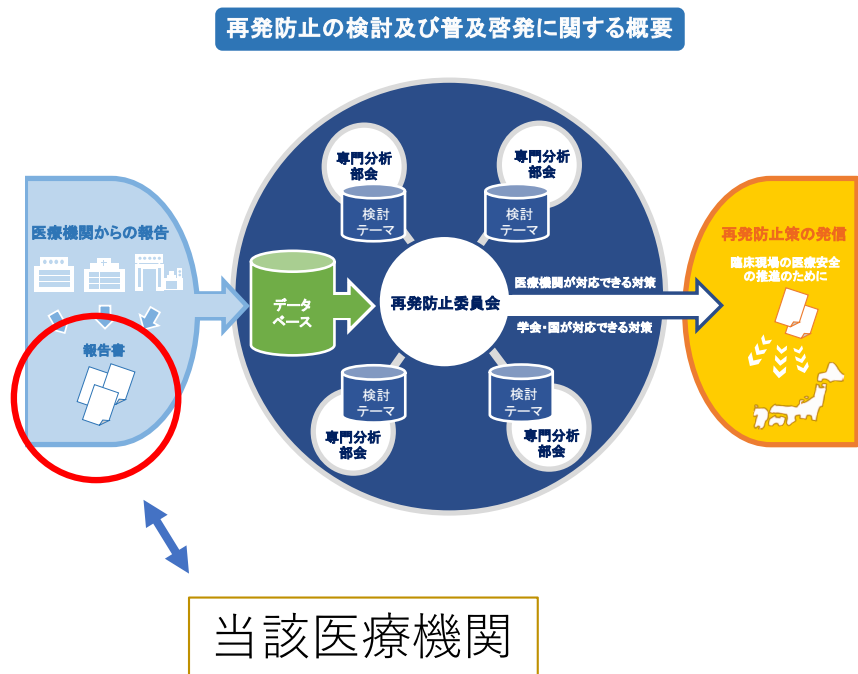 再発防止の検討及び普及啓発に関する概要
医療機関からの報告
報告書
データ
ベース
専門分析
部会
検討
テーマ
専門分析
部会
検討
テーマ
再発防止委員会
医療機関が対応できる対策
学会・国が対応できる対策
検討
テーマ
専門分析
部会
検討
テーマ
専門分析
部会
再発防止策の発信
臨床現場の医療安全
の推進のために
当該医療機関